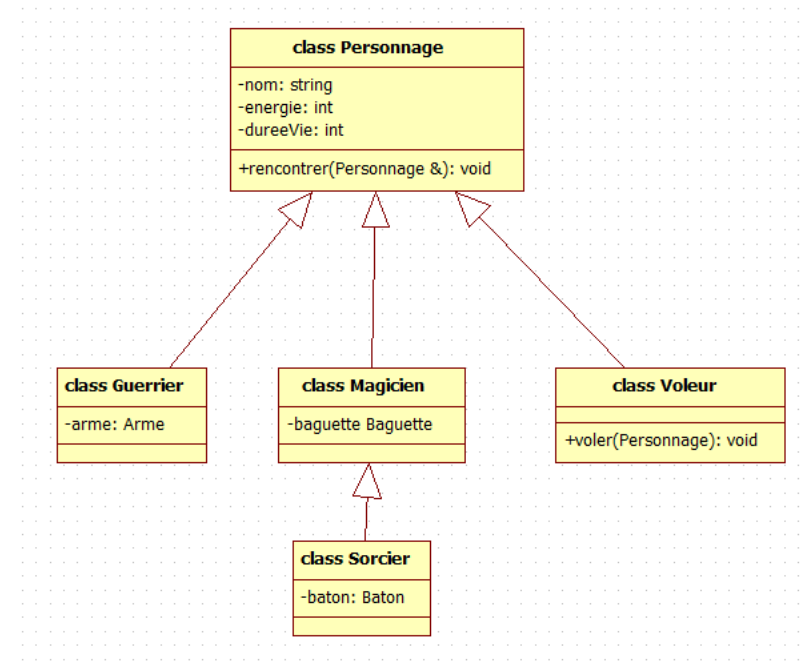 class Personnage
-nom: string
-energie: int
-dureeVie: int
+rencontrer(Personnage &): void
class Guerrier
-arme: Arme
class Magicien
-baguette Baguette
class Voleur
+voler(Personnage): void
class Sorcier
-baton: Baton